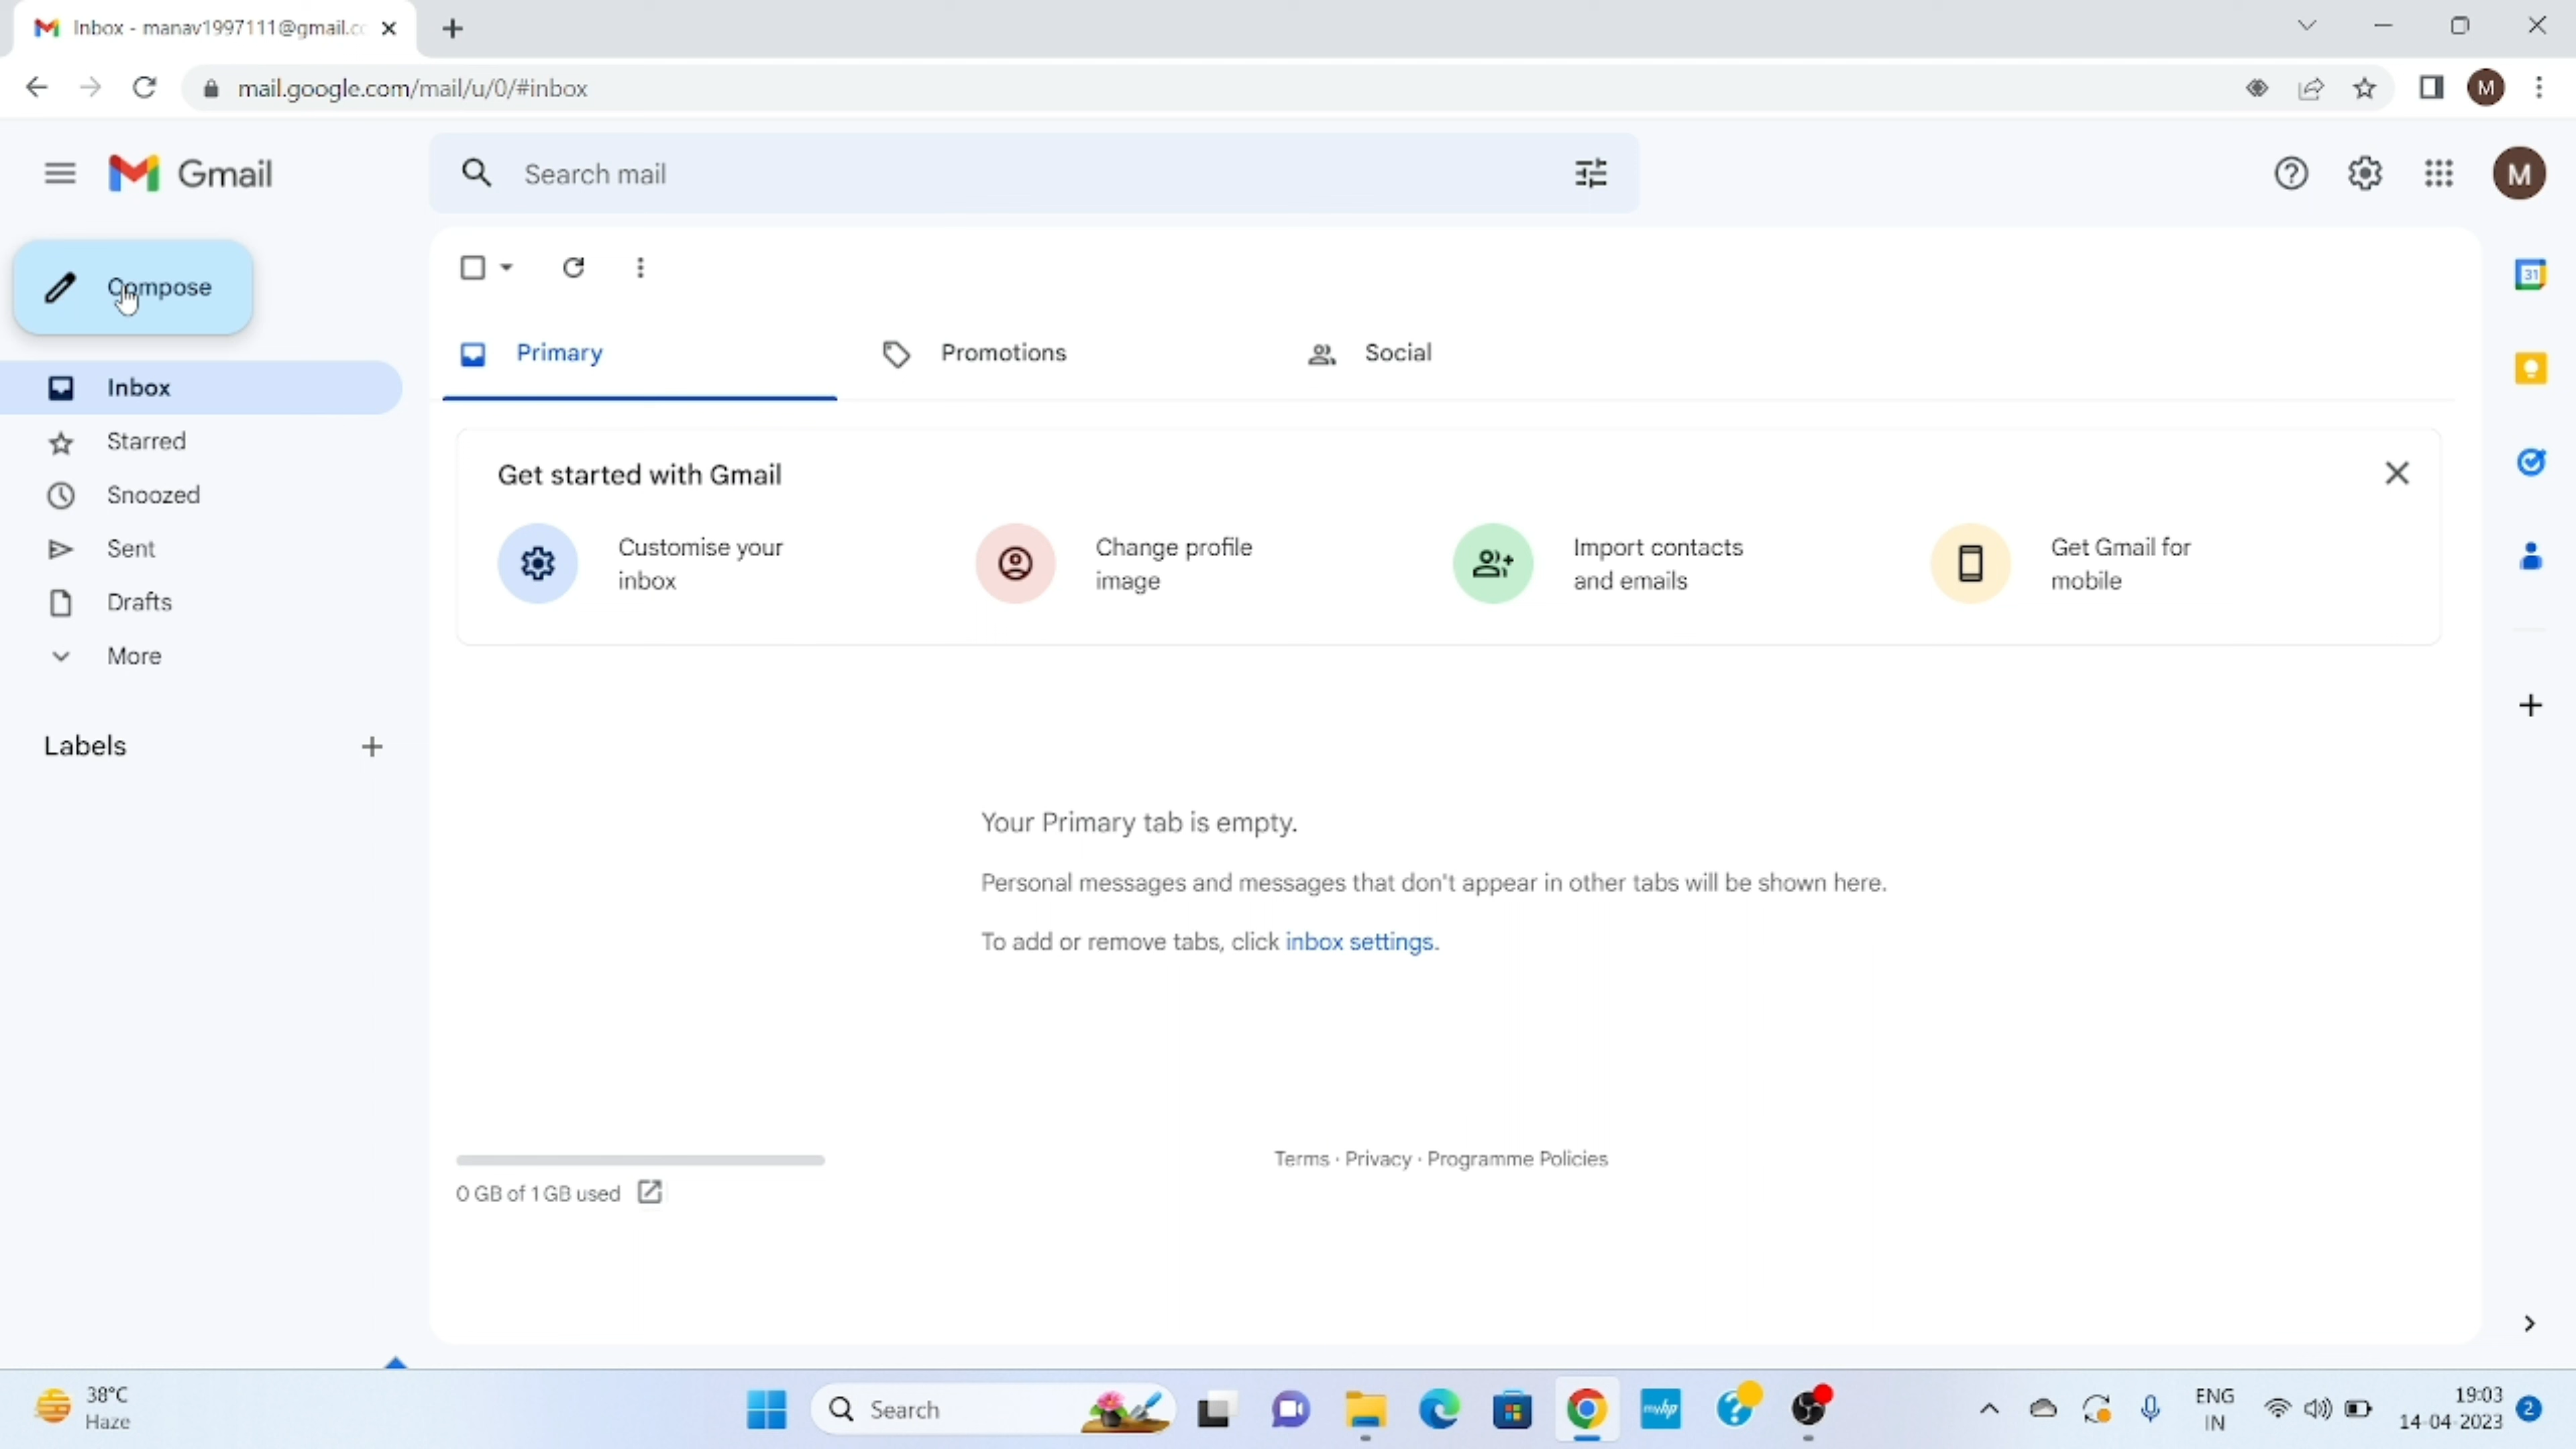 Inbox - manav1997111@gmail.c
mail.google.com/mail/u/0/#inbox
M
Gmail
Search mail
M
Compose
Inbox
Starred
Snoozed
Sent
Drafts
More
Labels
Primary
Promotions
Social
31
Get started with Gmail
Customise your
inbox
Change profile
image
Import contacts
and emails
Get Gmail for
mobile
Your Primary tab is empty.
Personal messages and messages that don't appear in other tabs will be shown here.
To add or remove tabs, click inbox settings.
0 GB of 1 GB used
Terms · Privacy · Programme Policies
38°C
Haze
Search
myhp
ENG
IN
19:03
14-04-2023
2